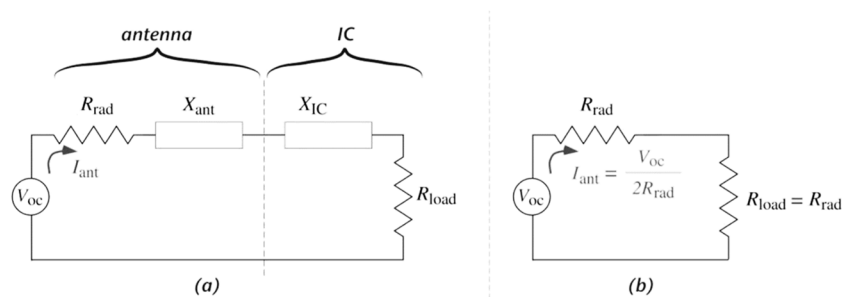 antenna
IC
R_rad
X_ant
X_IC
I_ant
V_oc
R_load
(a)
R_rad
I_ant = V_oc / 2R_rad
V_oc
R_load = R_rad
(b)